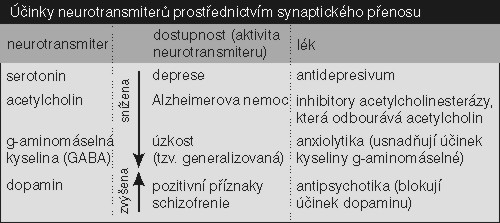 Účinky neurotransmiterů prostřednictvím synaptického přenosu
neurotransmiter dostupnost (aktivita neurotransmiteru) lék
serotonin deprese antidepresivum
acetylcholin Alzheimerova nemoc inhibitory acetylcholinesterázy,
která odbourává acetylcholin
snížena
g-aminomáselná úzkost anxiolytika (usnadňují účinek
kyselina (GABA) (tzv. generalizovaná) kyseliny g-aminomáselné)
dopamin pozitivní příznaky antipsychotika (blokují
schizofrenie účinek dopaminu)
zvýšena